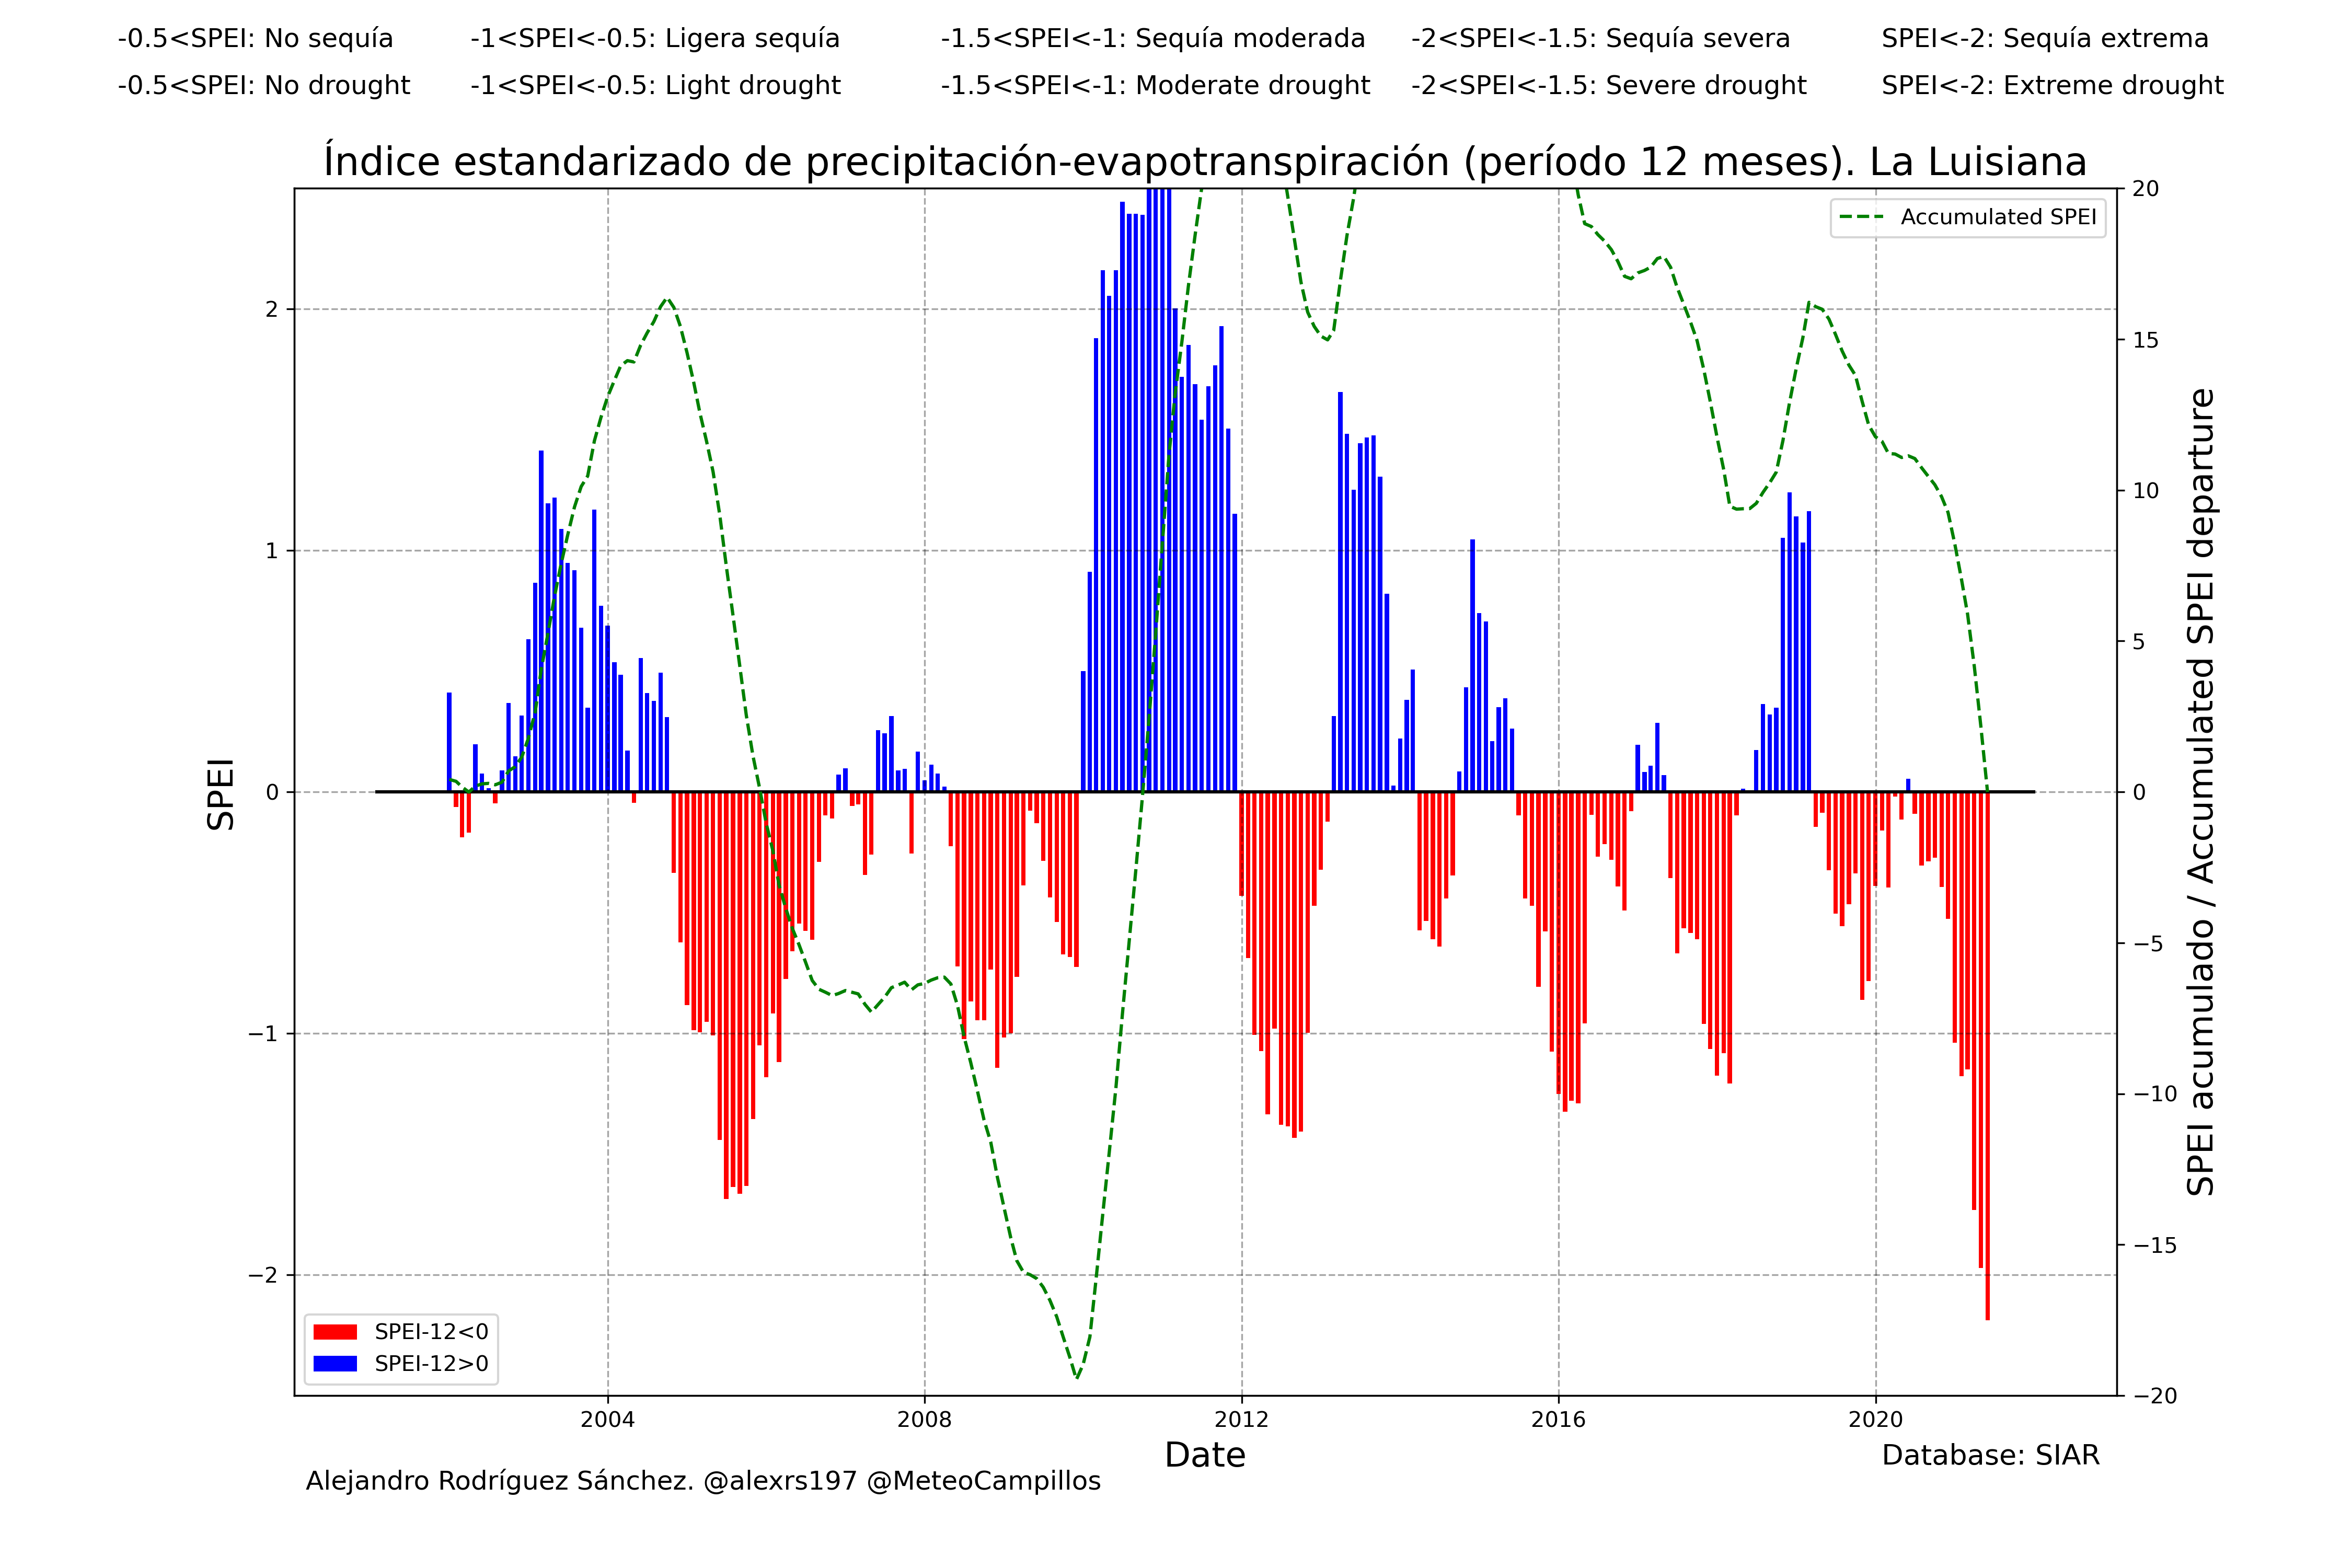 -0.5<SPEI: No sequía -1<SPEI<-0.5: Ligera sequía -1.5<SPEI<-1: Sequía moderada -2<SPEI<-1.5: Sequía severa SPEI<-2: Sequía extrema
-0.5<SPEI: No drought -1<SPEI<-0.5: Light drought -1.5<SPEI<-1: Moderate drought -2<SPEI<-1.5: Severe drought SPEI<-2: Extreme drought
Índice estandarizado de precipitación-evapotranspiración (período 12 meses). La Luisiana
SPEI
2
1
0
−1
−2
Accumulated SPEI
20
15
10
5
0
−5
−10
−15
−20
SPEI acumulado / Accumulated SPEI departure
SPEI-12<0
SPEI-12>0
2004 2008 2012 2016 2020
Date
Database: SIAR
Alejandro Rodríguez Sánchez. @alexrs197 @MeteoCampillos